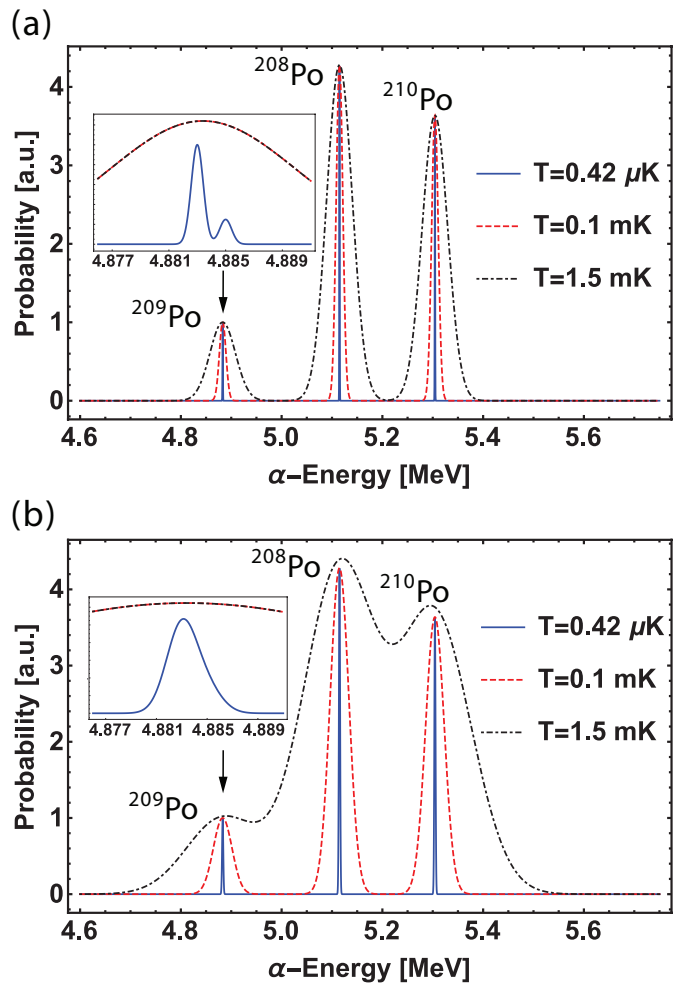 (a)
Probability [a.u.]
4
3
2
1
0
²⁰⁸Po
²¹⁰Po
²⁰⁹Po
4.877 4.881 4.885 4.889
T=0.42 μK
T=0.1 mK
T=1.5 mK
4.6 4.8 5.0 5.2 5.4 5.6
α-Energy [MeV]
(b)
Probability [a.u.]
4
3
2
1
0
²⁰⁸Po
²¹⁰Po
²⁰⁹Po
4.877 4.881 4.885 4.889
T=0.42 μK
T=0.1 mK
T=1.5 mK
4.6 4.8 5.0 5.2 5.4 5.6
α-Energy [MeV]